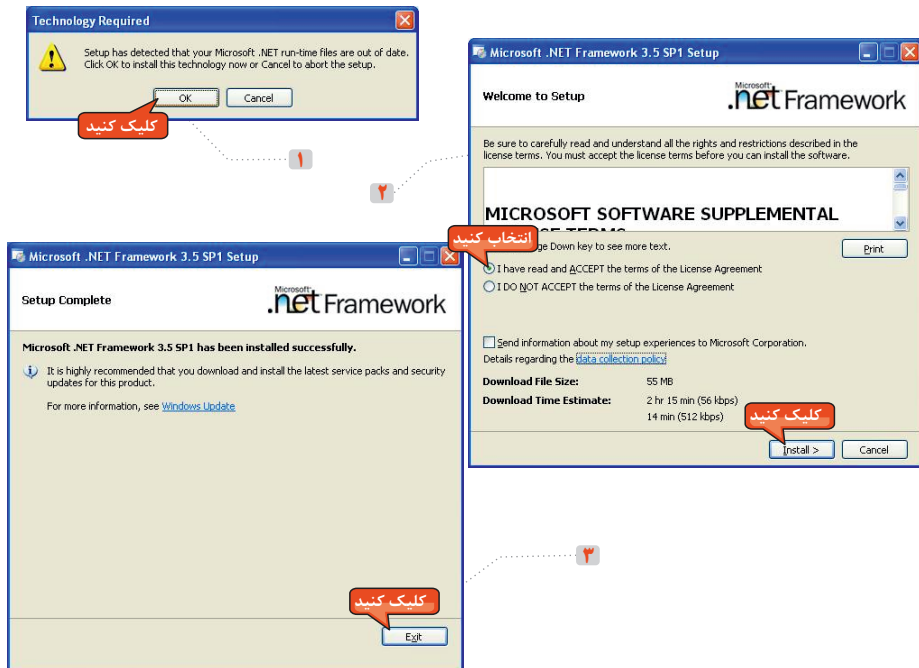 Technology Required
Setup has detected that your Microsoft .NET run-time files are out of date.
Click OK to install this technology now or Cancel to abort the setup.
OK
Cancel
کلیک کنید
۱
۲
Microsoft .NET Framework 3.5 SP1 Setup
Welcome to Setup
Microsoft®
.net Framework
Be sure to carefully read and understand all the rights and restrictions described in the
license terms. You must accept the license terms before you can install the software.
MICROSOFT SOFTWARE SUPPLEMENTAL
TERMS
انتخاب کنید
Down key to see more text.
Print
I have read and ACCEPT the terms of the License Agreement
I DO NOT ACCEPT the terms of the License Agreement
Send information about my setup experiences to Microsoft Corporation.
Details regarding the data collection policy
Download File Size: 55 MB
Download Time Estimate: 2 hr 15 min (56 kbps)
14 min (512 kbps)
کلیک کنید
Install >
Cancel
Microsoft .NET Framework 3.5 SP1 Setup
Setup Complete
Microsoft®
.net Framework
Microsoft .NET Framework 3.5 SP1 has been installed successfully.
It is highly recommended that you download and install the latest service packs and security
updates for this product.
For more information, see Windows Update
۳
کلیک کنید
Exit